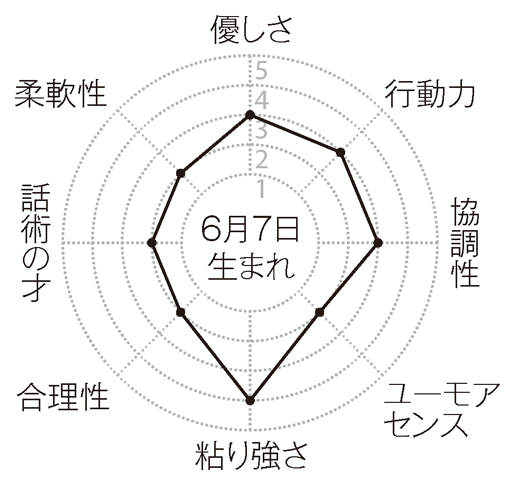 優しさ
行動力
協調性
ユーモア
センス
粘り強さ
合理性
話術の才
柔軟性
5
4
3
2
1
6月7日
生まれ